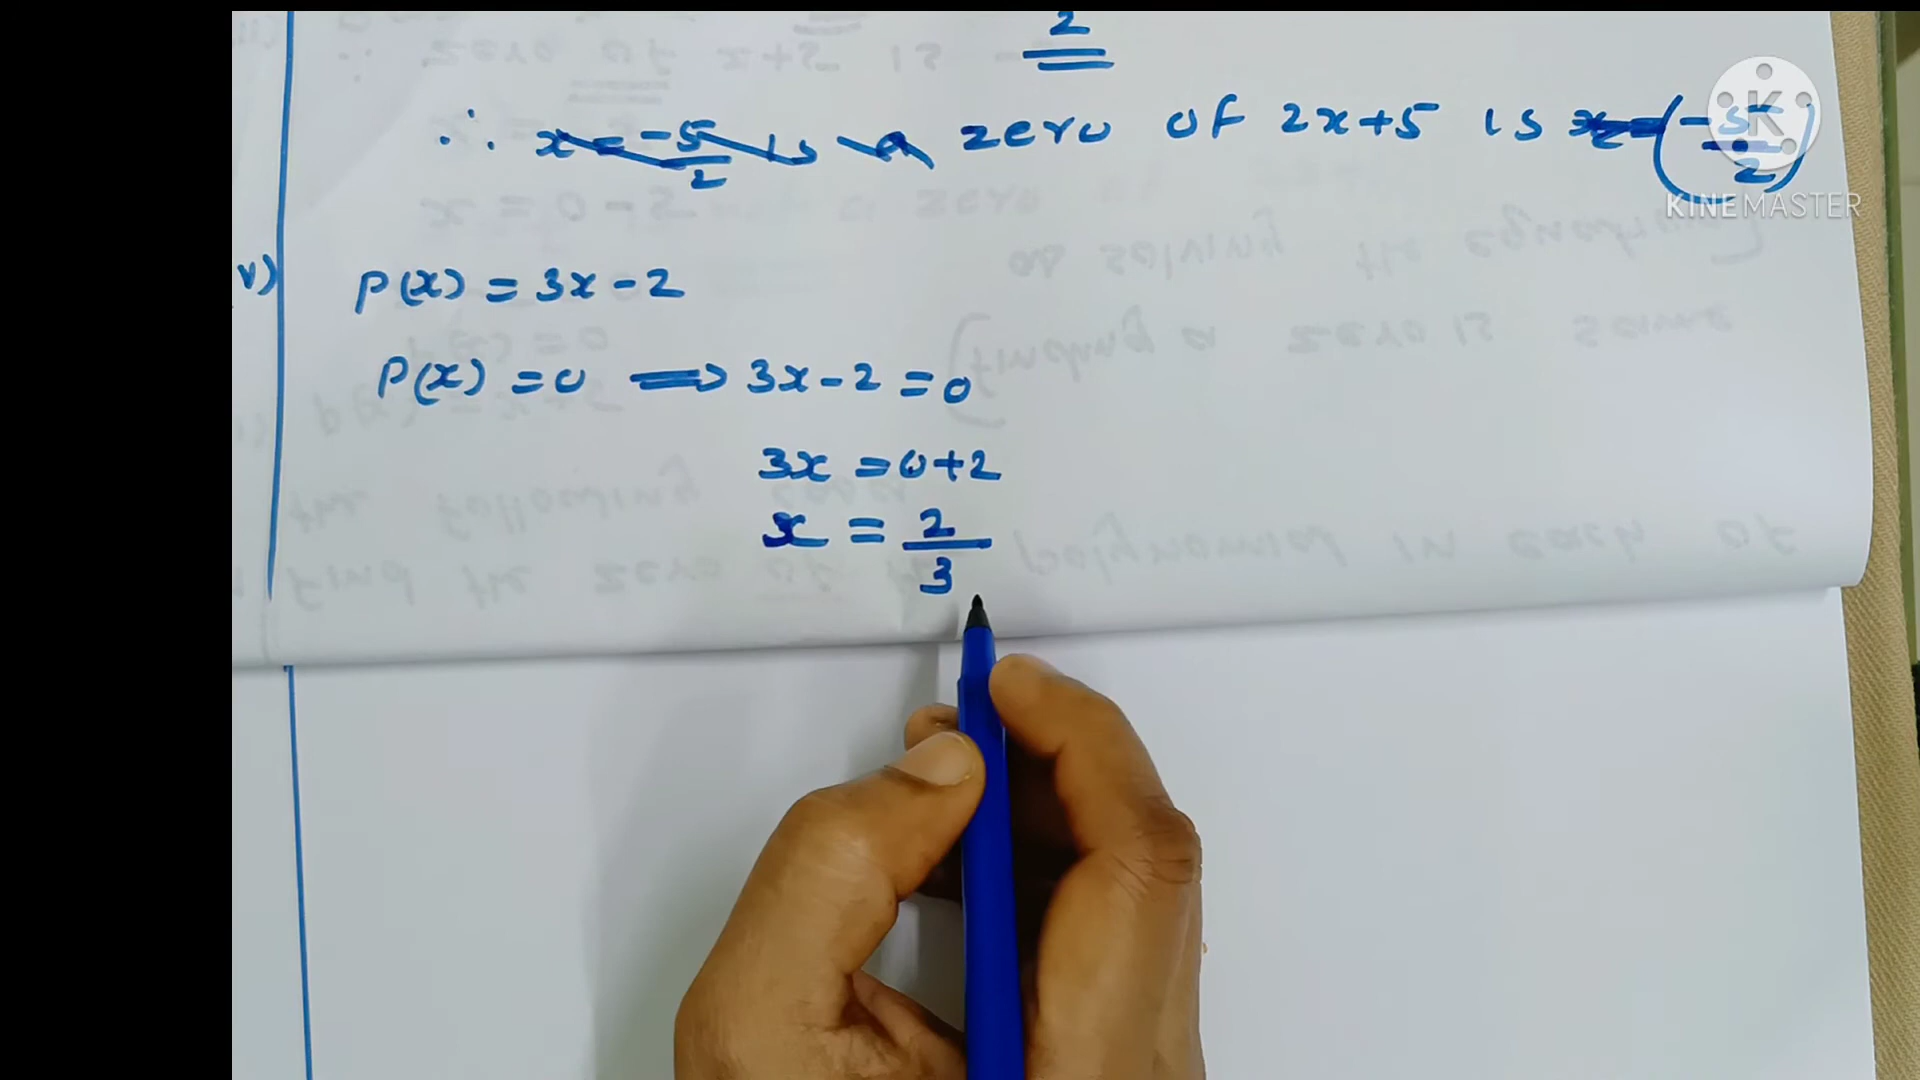 2
∴ x = -5/2 is a zero of 2x+5 is x = (-5/2)
K
KINEMASTER
v) P(x) = 3x-2
P(x) = 0 ⟹ 3x-2 = 0
3x = 0+2
x = 2/3